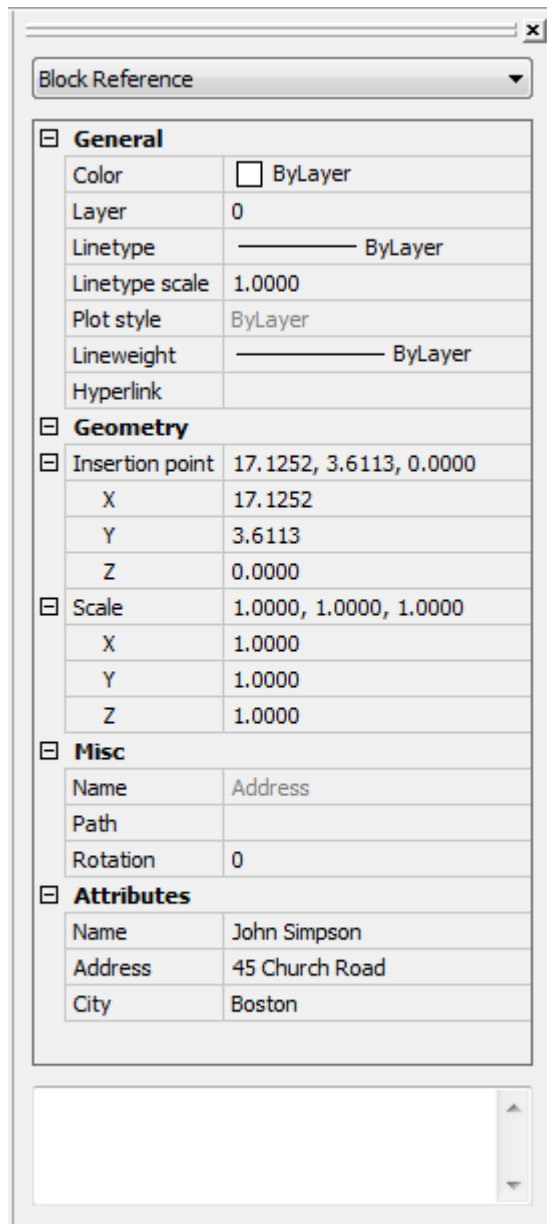 Block Reference
General
Color ByLayer
Layer 0
Linetype ByLayer
Linetype scale 1.0000
Plot style ByLayer
Lineweight ByLayer
Hyperlink
Geometry
Insertion point 17.1252, 3.6113, 0.0000
X 17.1252
Y 3.6113
Z 0.0000
Scale 1.0000, 1.0000, 1.0000
X 1.0000
Y 1.0000
Z 1.0000
Misc
Name Address
Path
Rotation 0
Attributes
Name John Simpson
Address 45 Church Road
City Boston